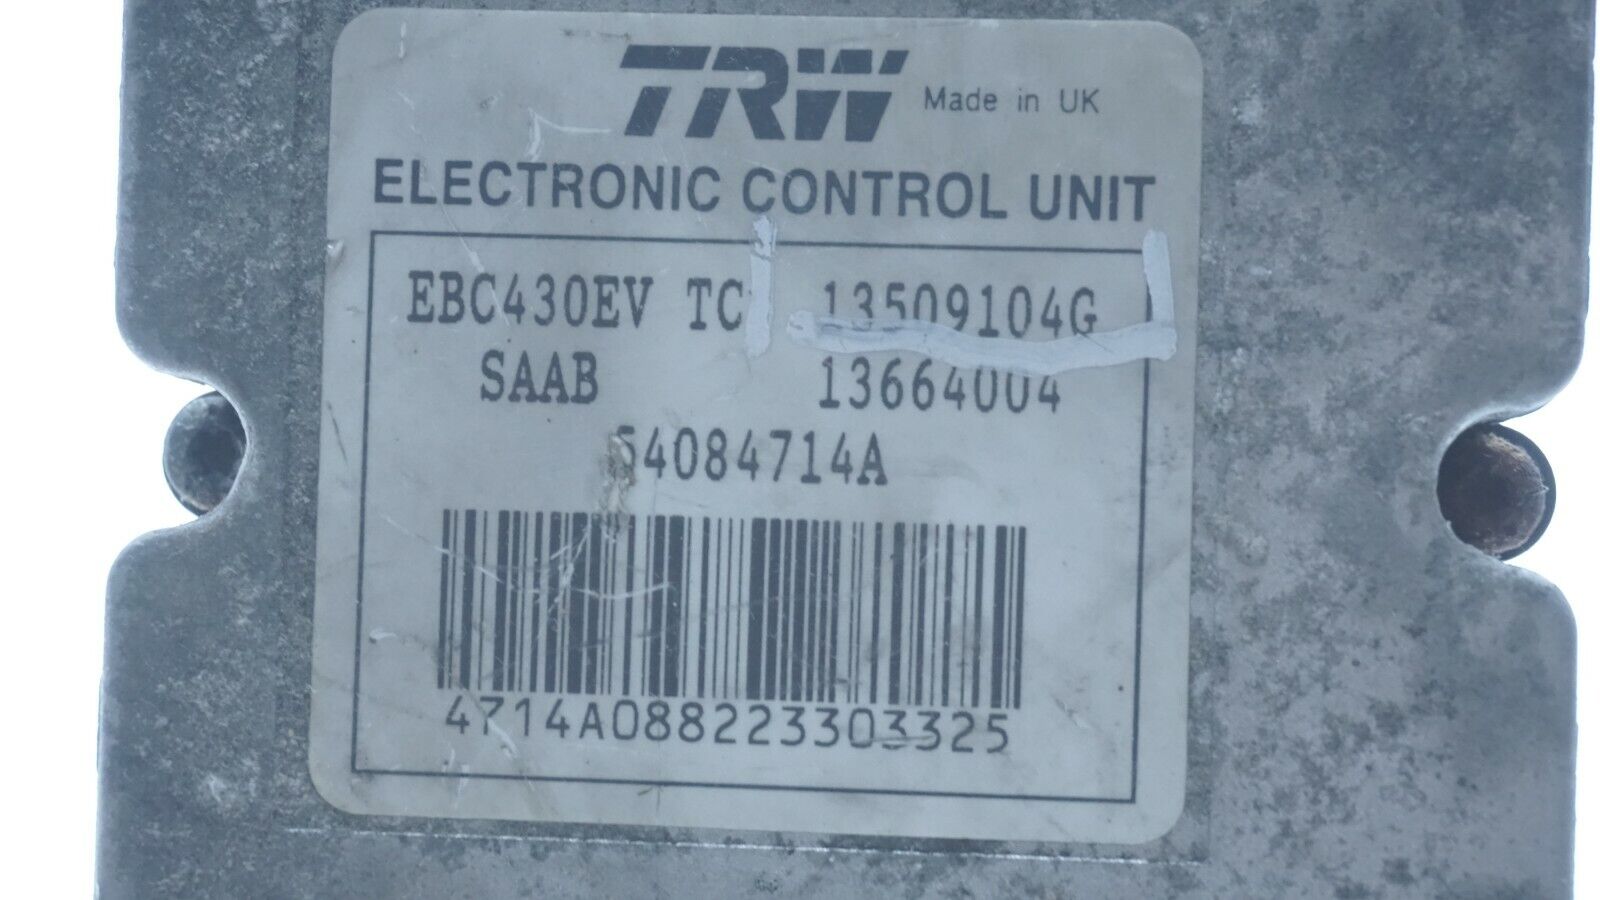 TRW Made in UK
ELECTRONIC CONTROL UNIT
EBC430EV TC 13509104G
SAAB 13664004
54084714A
4714A088223303325